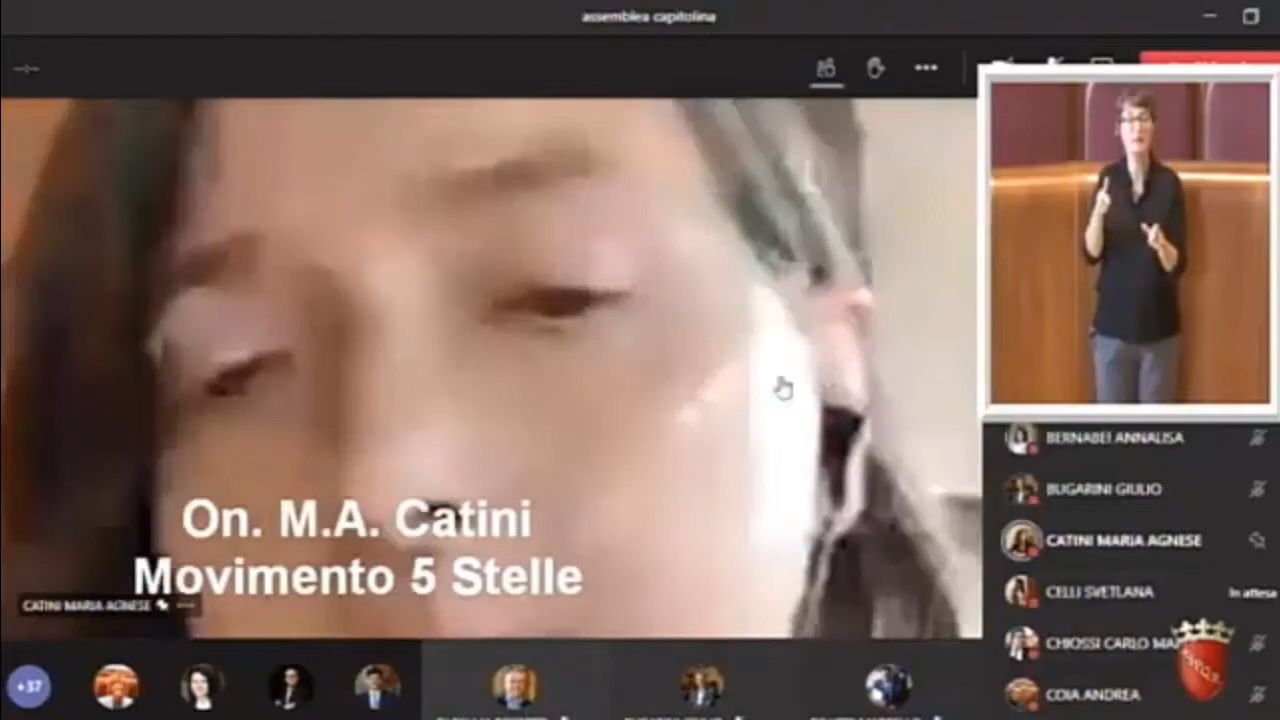 assemblea capitolina
On. M.A. Catini
Movimento 5 Stelle
CATINI MARIA AGNESE
BERNABEI ANNALISA
BUGARINI GIULIO
CATINI MARIA AGNESE
CELLI SVETLANA
In attesa
CHIOSSI CARLO
COIA ANDREA
+37